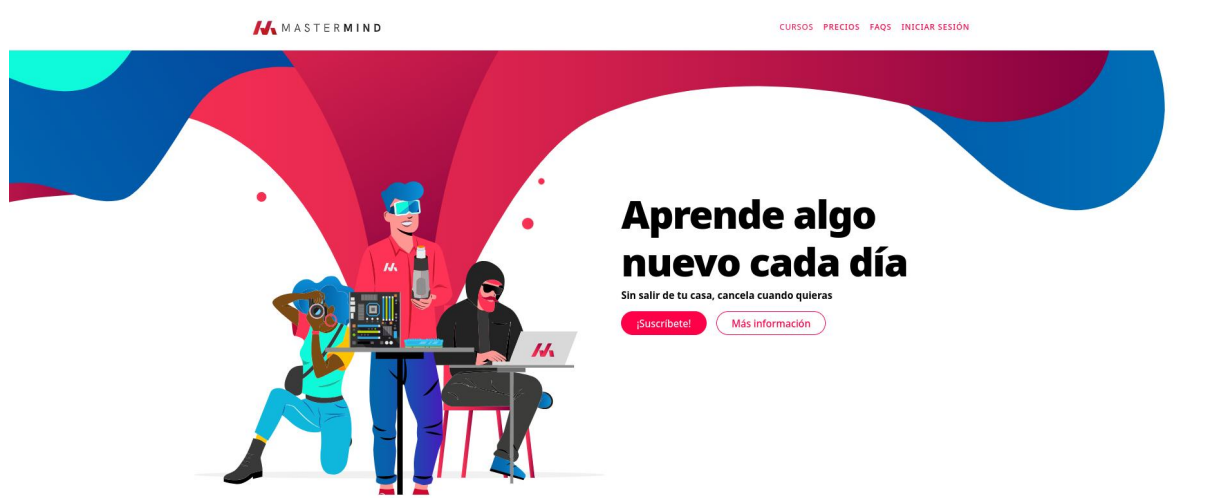 MASTERMIND
CURSOS PRECIOS FAQS INICIAR SESIÓN
Aprende algo
nuevo cada día
Sin salir de tu casa, cancela cuando quieras
¡Suscríbete! Más información